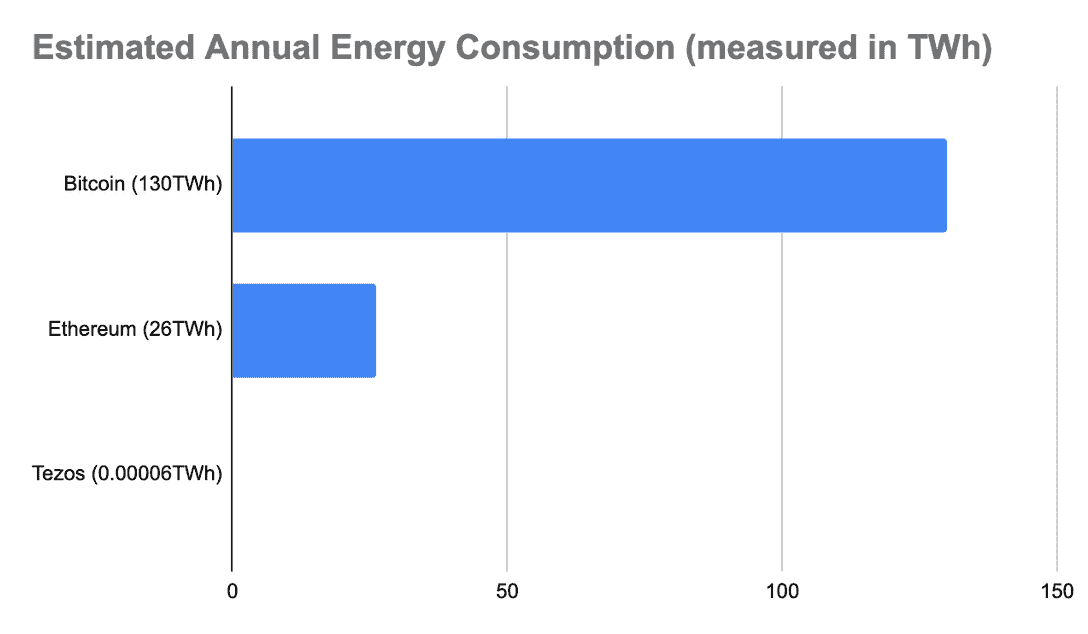 Estimated Annual Energy Consumption (measured in TWh)
Bitcoin (130TWh)
Ethereum (26TWh)
Tezos (0.00006TWh)
0 50 100 150